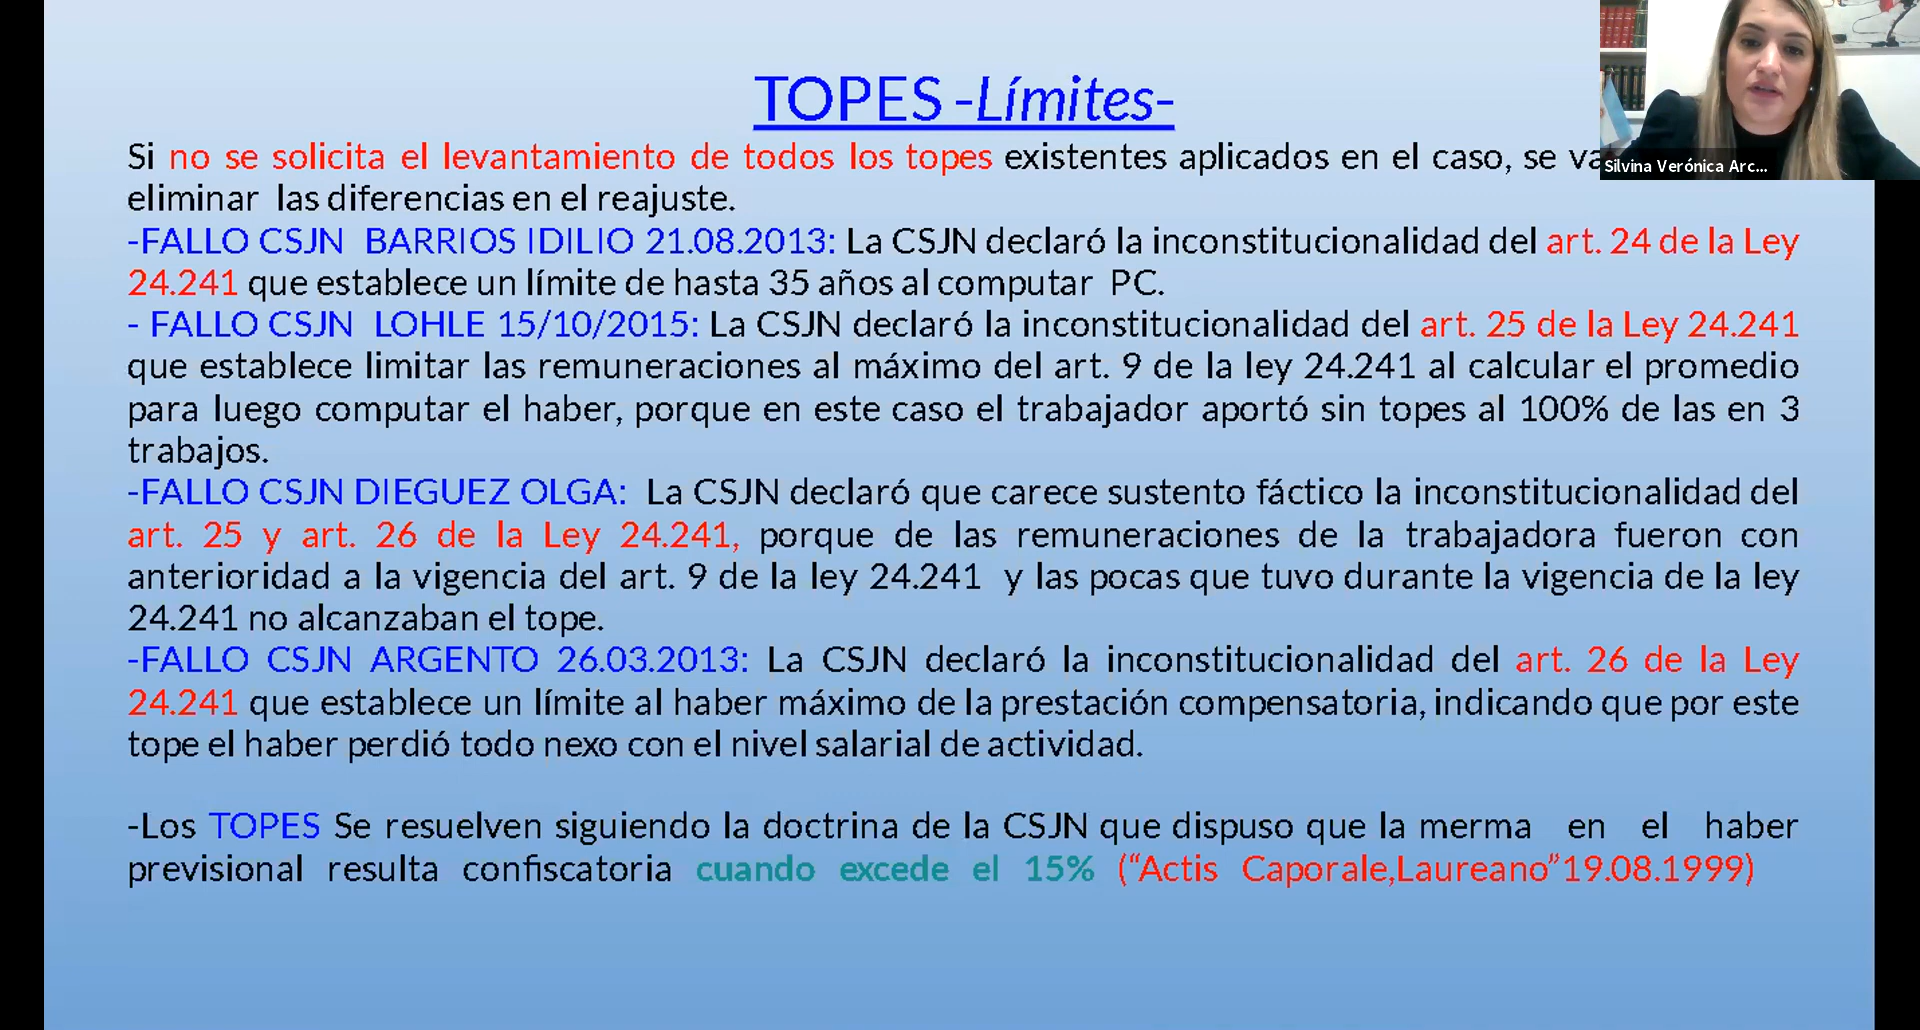 TOPES -Límites-
Si no se solicita el levantamiento de todos los topes existentes aplicados en el caso, se va
eliminar las diferencias en el reajuste.
-FALLO CSJN BARRIOS IDILIO 21.08.2013: La CSJN declaró la inconstitucionalidad del art. 24 de la Ley
24.241 que establece un límite de hasta 35 años al computar PC.
- FALLO CSJN LOHLE 15/10/2015: La CSJN declaró la inconstitucionalidad del art. 25 de la Ley 24.241
que establece limitar las remuneraciones al máximo del art. 9 de la ley 24.241 al calcular el promedio
para luego computar el haber, porque en este caso el trabajador aportó sin topes al 100% de las en 3
trabajos.
-FALLO CSJN DIEGUEZ OLGA: La CSJN declaró que carece sustento fáctico la inconstitucionalidad del
art. 25 y art. 26 de la Ley 24.241, porque de las remuneraciones de la trabajadora fueron con
anterioridad a la vigencia del art. 9 de la ley 24.241 y las pocas que tuvo durante la vigencia de la ley
24.241 no alcanzaban el tope.
-FALLO CSJN ARGENTO 26.03.2013: La CSJN declaró la inconstitucionalidad del art. 26 de la Ley
24.241 que establece un límite al haber máximo de la prestación compensatoria, indicando que por este
tope el haber perdió todo nexo con el nivel salarial de actividad.
-Los TOPES Se resuelven siguiendo la doctrina de la CSJN que dispuso que la merma en el haber
previsional resulta confiscatoria cuando excede el 15% (“Actis Caporale,Laureano”19.08.1999)
Silvina Verónica Arc...